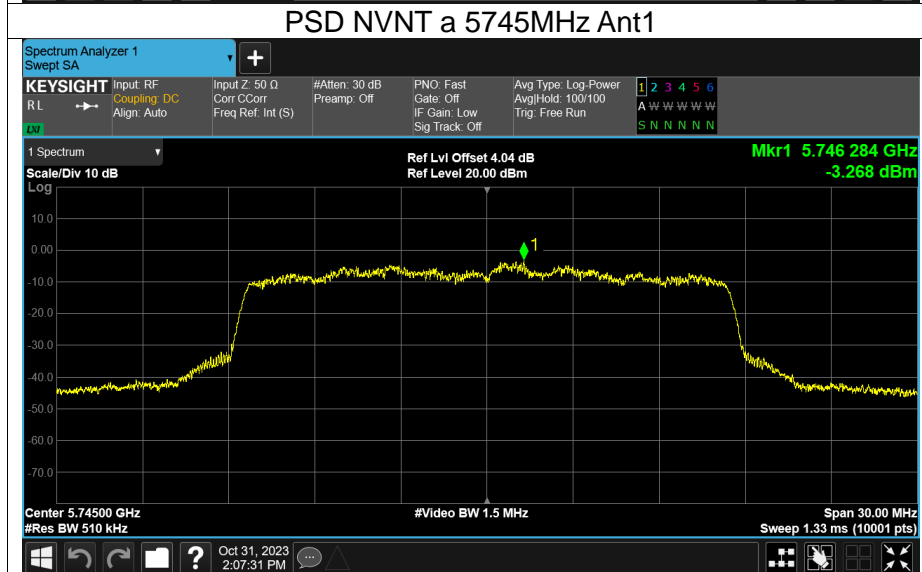 PSD NVNT a 5745MHz Ant1
Spectrum Analyzer 1
Swept SA
+
KEYSIGHT
R L
LXI
Input: RF
Coupling: DC
Align: Auto
Input Z: 50 Ω
Corr CCorr
Freq Ref: Int (S)
#Atten: 30 dB
Preamp: Off
PNO: Fast
Gate: Off
IF Gain: Low
Sig Track: Off
Avg Type: Log-Power
Avg|Hold: 100/100
Trig: Free Run
1 2 3 4 5 6
A W W W W W
S N N N N N
1 Spectrum
Scale/Div 10 dB
Log
Ref Lvl Offset 4.04 dB
Ref Level 20.00 dBm
Mkr1 5.746 284 GHz
-3.268 dBm
10.0
0.00
-10.0
-20.0
-30.0
-40.0
-50.0
-60.0
-70.0
1
Center 5.74500 GHz
#Res BW 510 kHz
#Video BW 1.5 MHz
Span 30.00 MHz
Sweep 1.33 ms (10001 pts)
?
Oct 31, 2023
2:07:31 PM